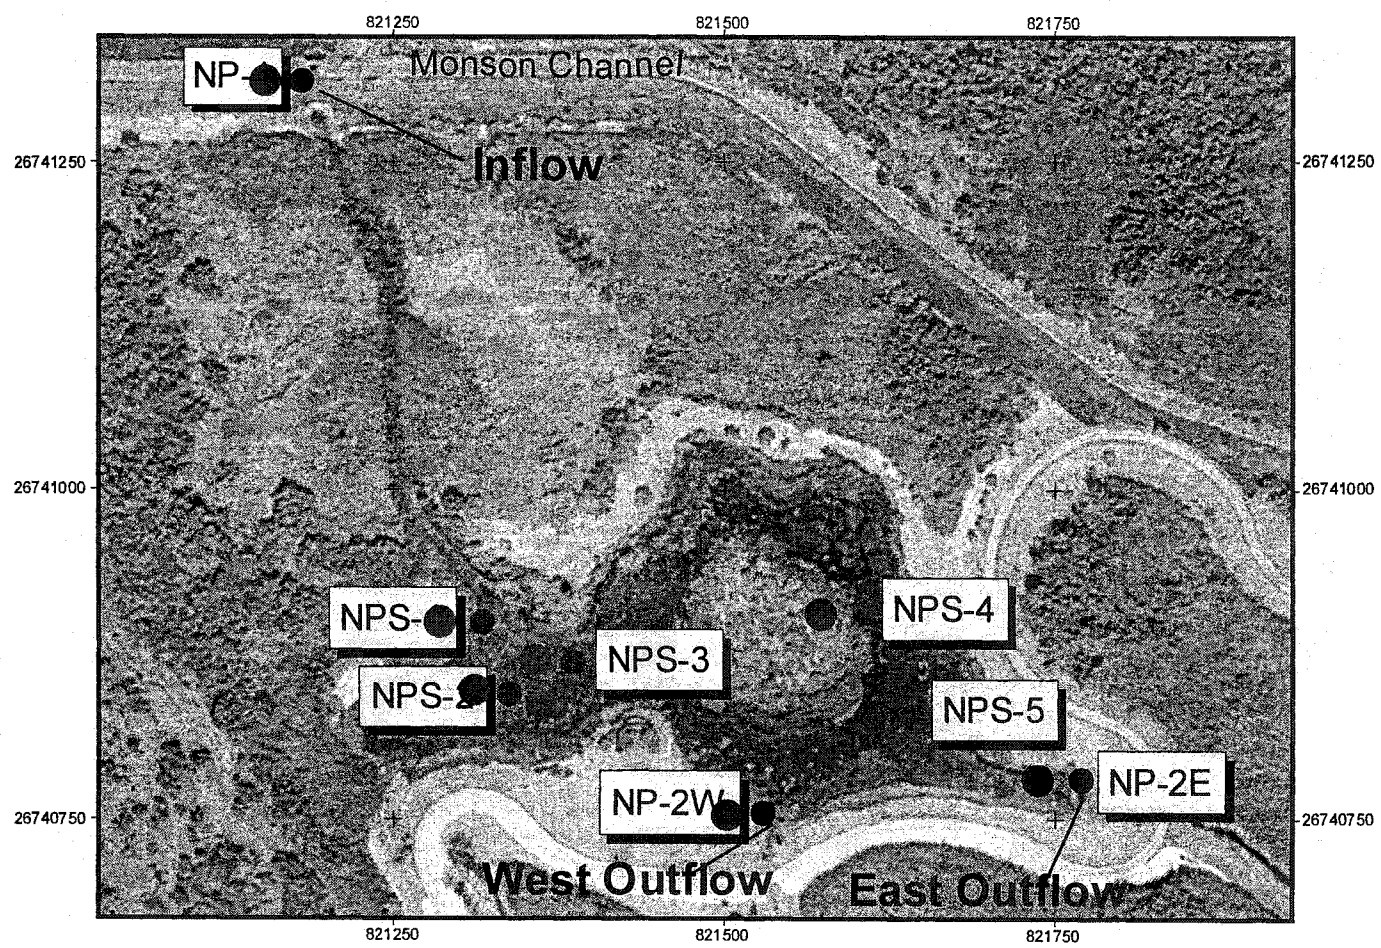 821250 821500 821750
NP-
Monson Channel
Inflow
26741250 26741250
26741000 26741000
NPS-
NPS-4
NPS-3
NPS-2
NPS-5
NP-2E
NP-2W
26740750 26740750
West Outflow
East Outflow
821250 821500 821750